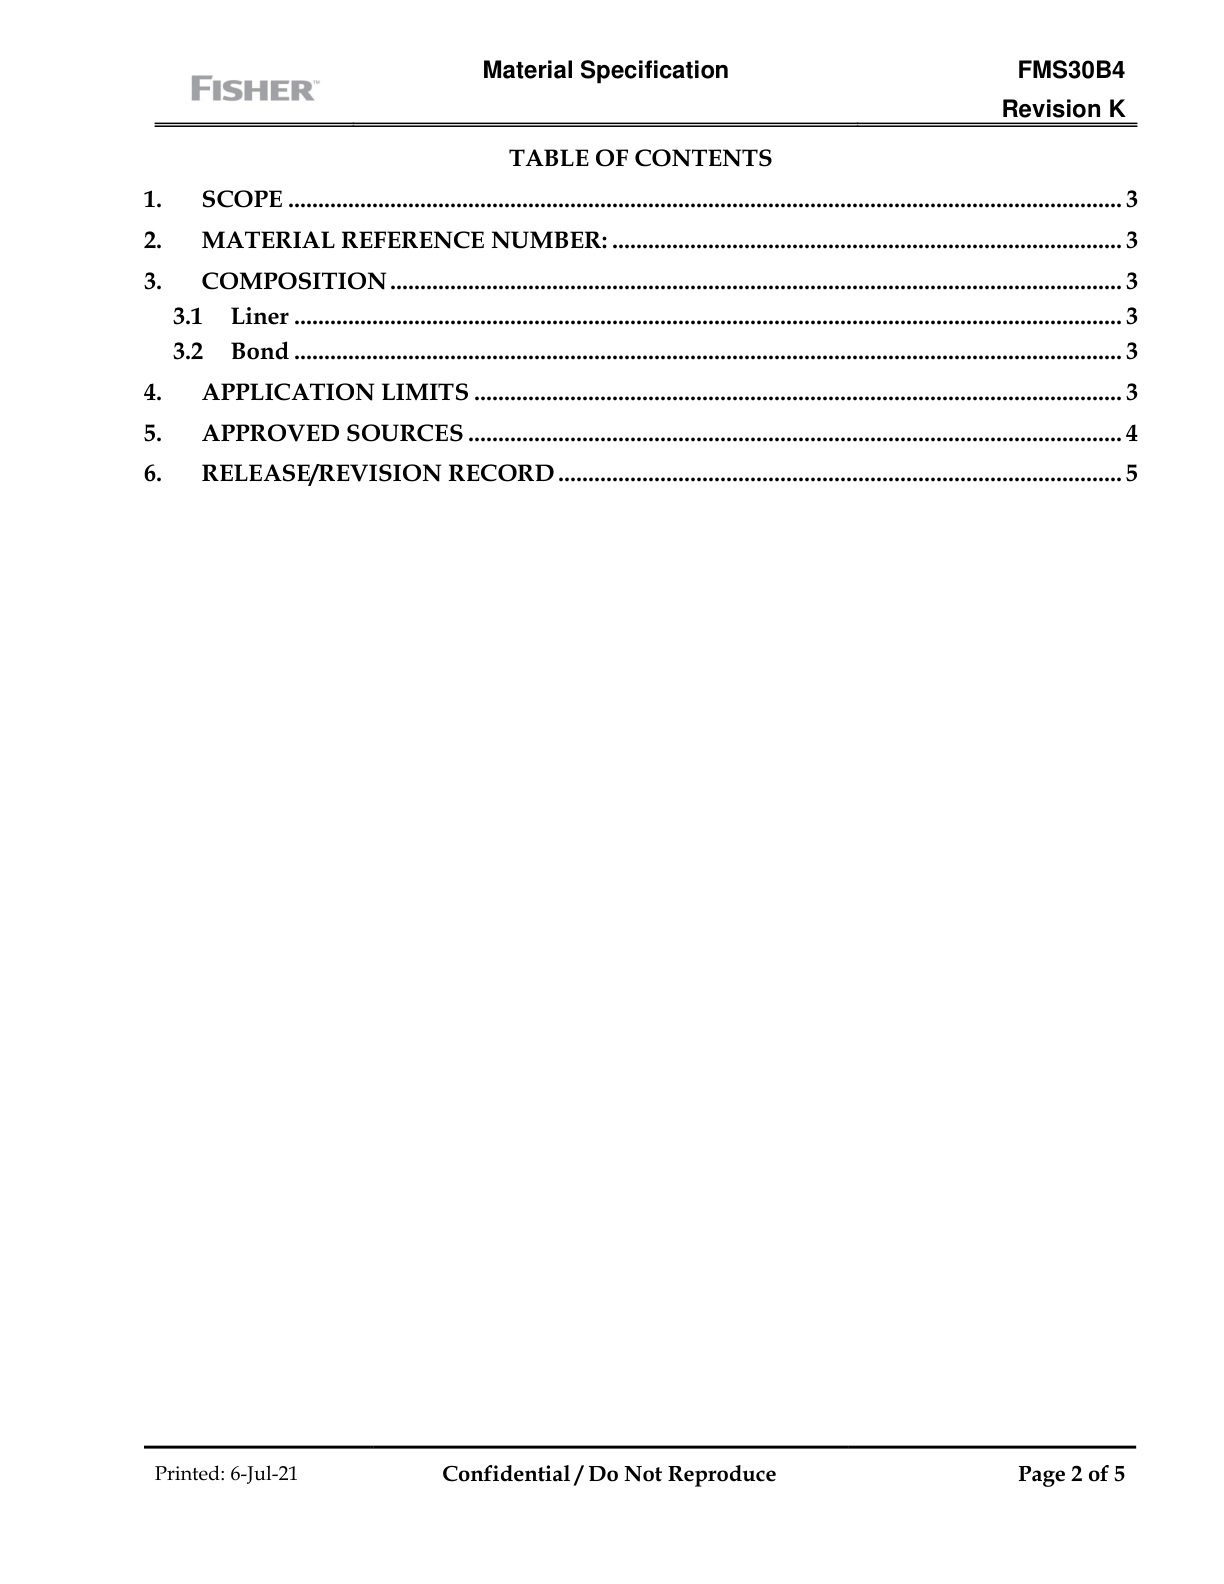 FISHER™
Material Specification
FMS30B4
Revision K
TABLE OF CONTENTS
1. SCOPE ........................................................................................................................................... 3
2. MATERIAL REFERENCE NUMBER: ..................................................................................... 3
3. COMPOSITION .......................................................................................................................... 3
3.1 Liner .......................................................................................................................................... 3
3.2 Bond .......................................................................................................................................... 3
4. APPLICATION LIMITS ............................................................................................................ 3
5. APPROVED SOURCES ............................................................................................................. 4
6. RELEASE/REVISION RECORD .............................................................................................. 5
Printed: 6-Jul-21
Confidential / Do Not Reproduce
Page 2 of 5